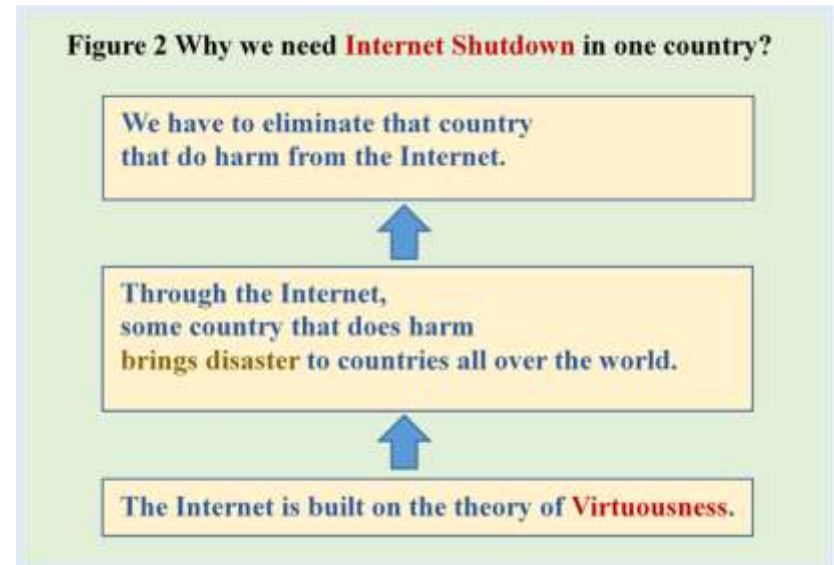 Figure 2 Why we need Internet Shutdown in one country?
We have to eliminate that country
that do harm from the Internet.
Through the Internet,
some country that does harm
brings disaster to countries all over the world.
The Internet is built on the theory of Virtuousness.